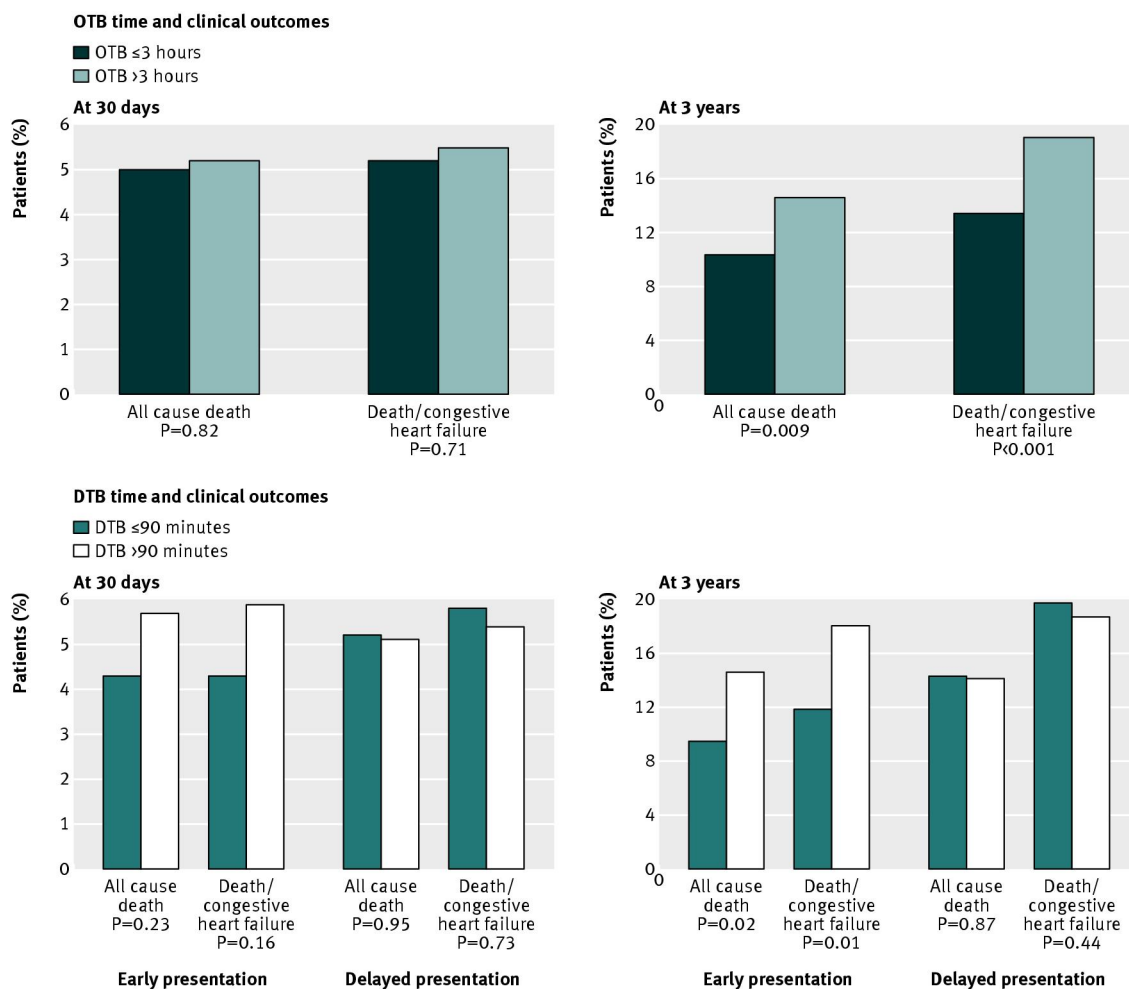 OTB time and clinical outcomes
OTB ≤3 hours
OTB >3 hours
At 30 days
Patients (%)
6
5
4
3
2
1
0
All cause death
P=0.82
Death/congestive
heart failure
P=0.71
At 3 years
Patients (%)
20
16
12
8
4
0
0
All cause death
P=0.009
Death/congestive
heart failure
P<0.001
DTB time and clinical outcomes
DTB ≤90 minutes
DTB >90 minutes
At 30 days
Patients (%)
6
5
4
3
2
1
0
All cause
death
P=0.23
Death/
congestive
heart failure
P=0.16
All cause
death
P=0.95
Death/
congestive
heart failure
P=0.73
Early presentation
Delayed presentation
At 3 years
Patients (%)
20
16
12
8
4
0
0
All cause
death
P=0.02
Death/
congestive
heart failure
P=0.01
All cause
death
P=0.87
Death/
congestive
heart failure
P=0.44
Early presentation
Delayed presentation